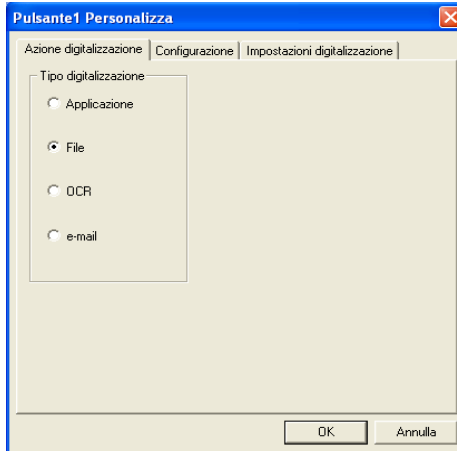 Pulsante1 Personalizza
Azione digitalizzazione Configurazione Impostazioni digitalizzazione
Tipo digitalizzazione
Applicazione
File
OCR
e-mail
OK Annulla